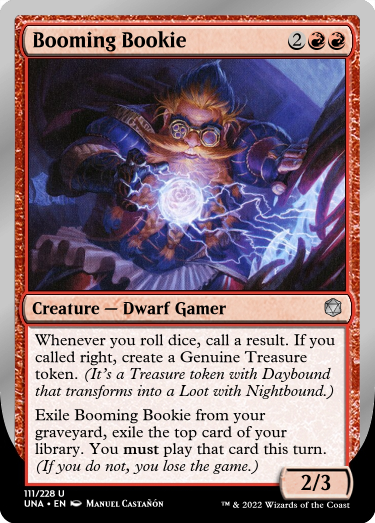 Booming Bookie 2
Creature — Dwarf Gamer
Whenever you roll dice, call a result. If you
called right, create a Genuine Treasure
token. (It's a Treasure token with Daybound
that transforms into a Loot with Nightbound.)
Exile Booming Bookie from your
graveyard, exile the top card of your
library. You must play that card this turn.
(If you do not, you lose the game.)
2/3
111/228 U
UNA • EN Manuel Castañón
™ & 2022 Wizards of the Coast